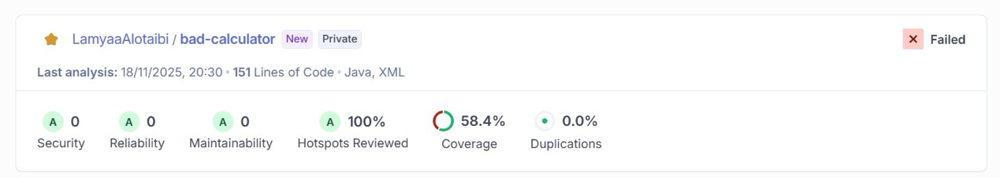 LamyaaAlotaibi / bad-calculator New Private Failed
Last analysis: 18/11/2025, 20:30 • 151 Lines of Code • Java, XML
A 0 A 0 A 0 A 100% 58.4% 0.0%
Security Reliability Maintainability Hotspots Reviewed Coverage Duplications